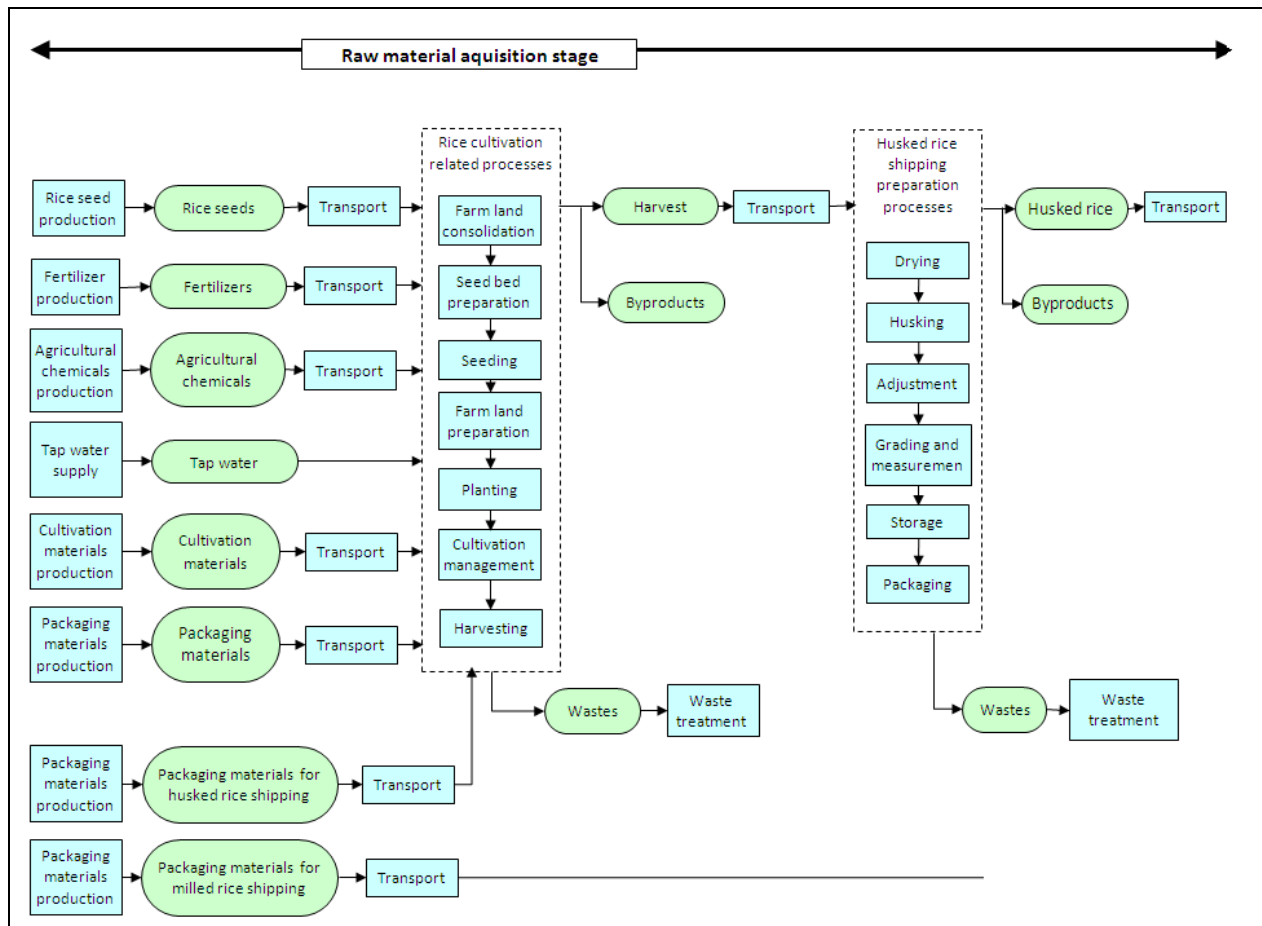 Raw material aquisition stage
Rice cultivation
related processes
Husked rice
shipping
preparation
processes
Rice seed
production
Rice seeds
Transport
Farm land
consolidation
Harvest
Transport
Husked rice
Transport
Drying
Fertilizer
production
Fertilizers
Transport
Seed bed
preparation
Byproducts
Byproducts
Husking
Agricultural
chemicals
production
Agricultural
chemicals
Transport
Seeding
Adjustment
Farm land
preparation
Grading and
measuremen
Tap water
supply
Tap water
Planting
Storage
Cultivation
materials
production
Cultivation
materials
Transport
Cultivation
management
Packaging
Packaging
materials
production
Packaging
materials
Transport
Harvesting
Wastes
Waste
treatment
Wastes
Waste
treatment
Packaging
materials
production
Packaging materials for
husked rice shipping
Transport
Packaging
materials
production
Packaging materials for
milled rice shipping
Transport